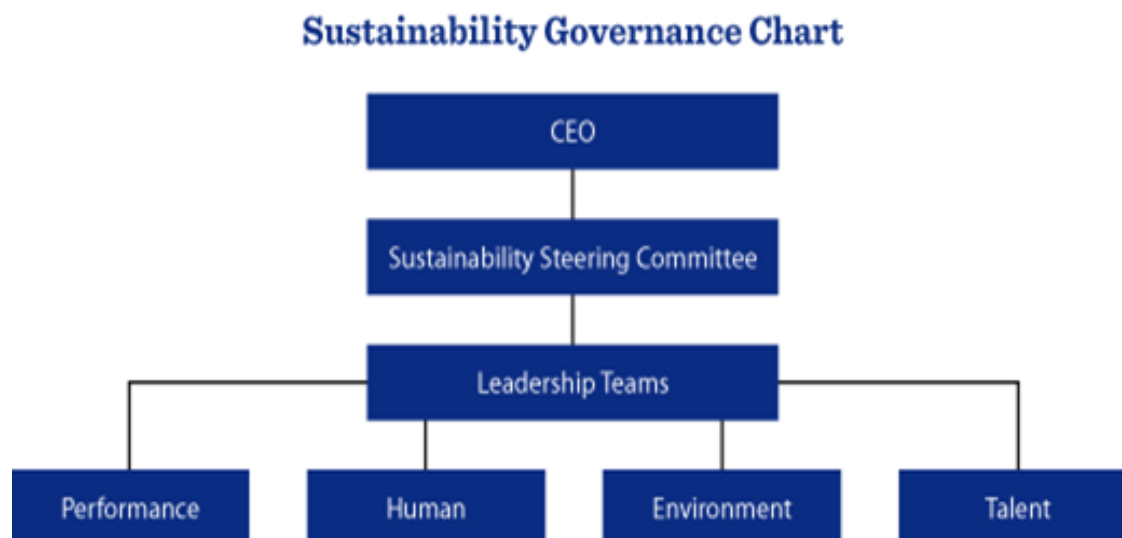 Sustainability Governance Chart
CEO
Sustainability Steering Committee
Leadership Teams
Performance
Human
Environment
Talent